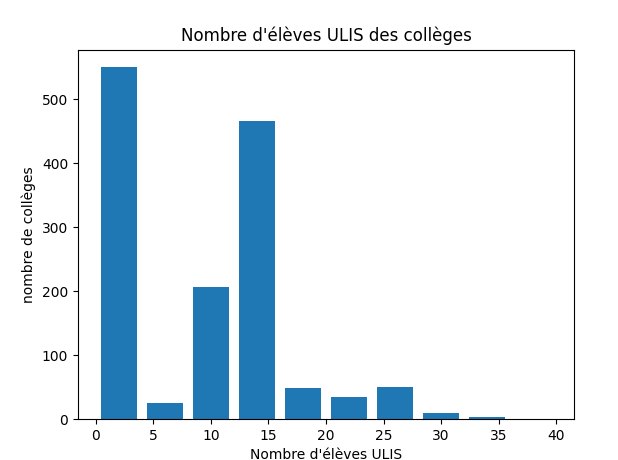 Nombre d'élèves ULIS des collèges
nombre de collèges
500
400
300
200
100
0
0 5 10 15 20 25 30 35 40
Nombre d'élèves ULIS